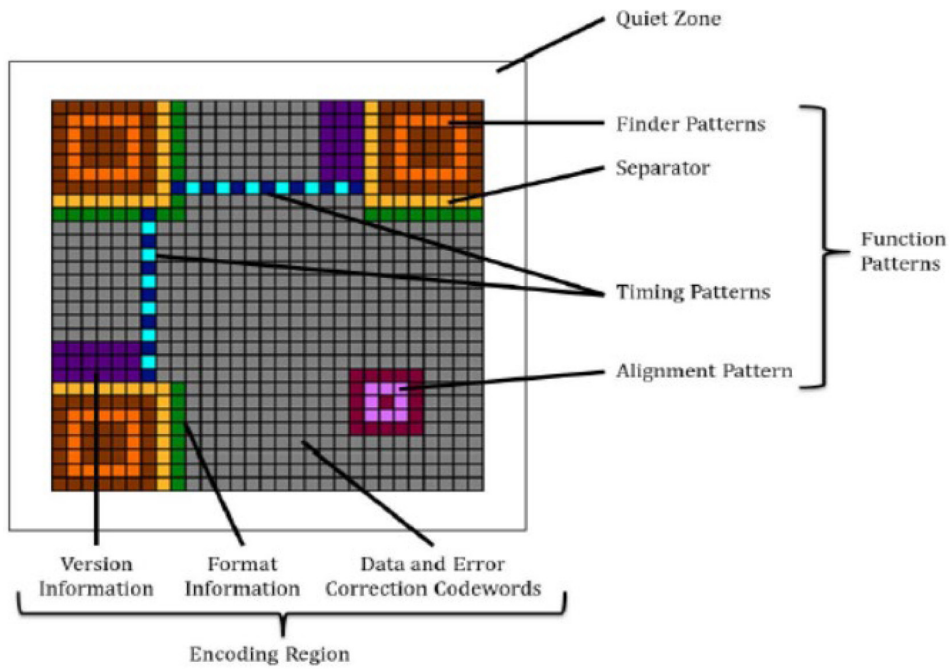 Quiet Zone
Finder Patterns
Separator
Function
Patterns
Timing Patterns
Alignment Pattern
Version
Information
Format
Information
Data and Error
Correction Codewords
Encoding Region